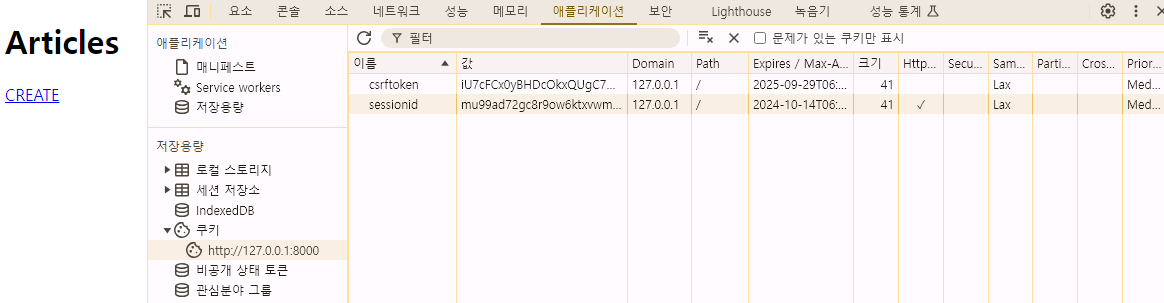 Articles
CREATE
요소 콘솔 소스 네트워크 성능 메모리 애플리케이션 보안 Lighthouse 녹음기 성능 통계
필터 문제가 있는 쿠키만 표시
애플리케이션
매니페스트
Service workers
저장용량
저장용량
로컬 스토리지
세션 저장소
IndexedDB
쿠키
http://127.0.0.1:8000
비공개 상태 토큰
관심분야 그룹
이름 값 Domain Path Expires / Max-A... 크기 Http... Secu... Sam... Parti... Cros... Prior...
csrftoken iU7cFCx0yBHDcOkxQUgC7... 127.0.0.1 / 2025-09-29T06:... 41 Lax Med...
sessionid mu99ad72gc8r9ow6ktxvwm... 127.0.0.1 / 2024-10-14T06:... 41 ✓ Lax Med...